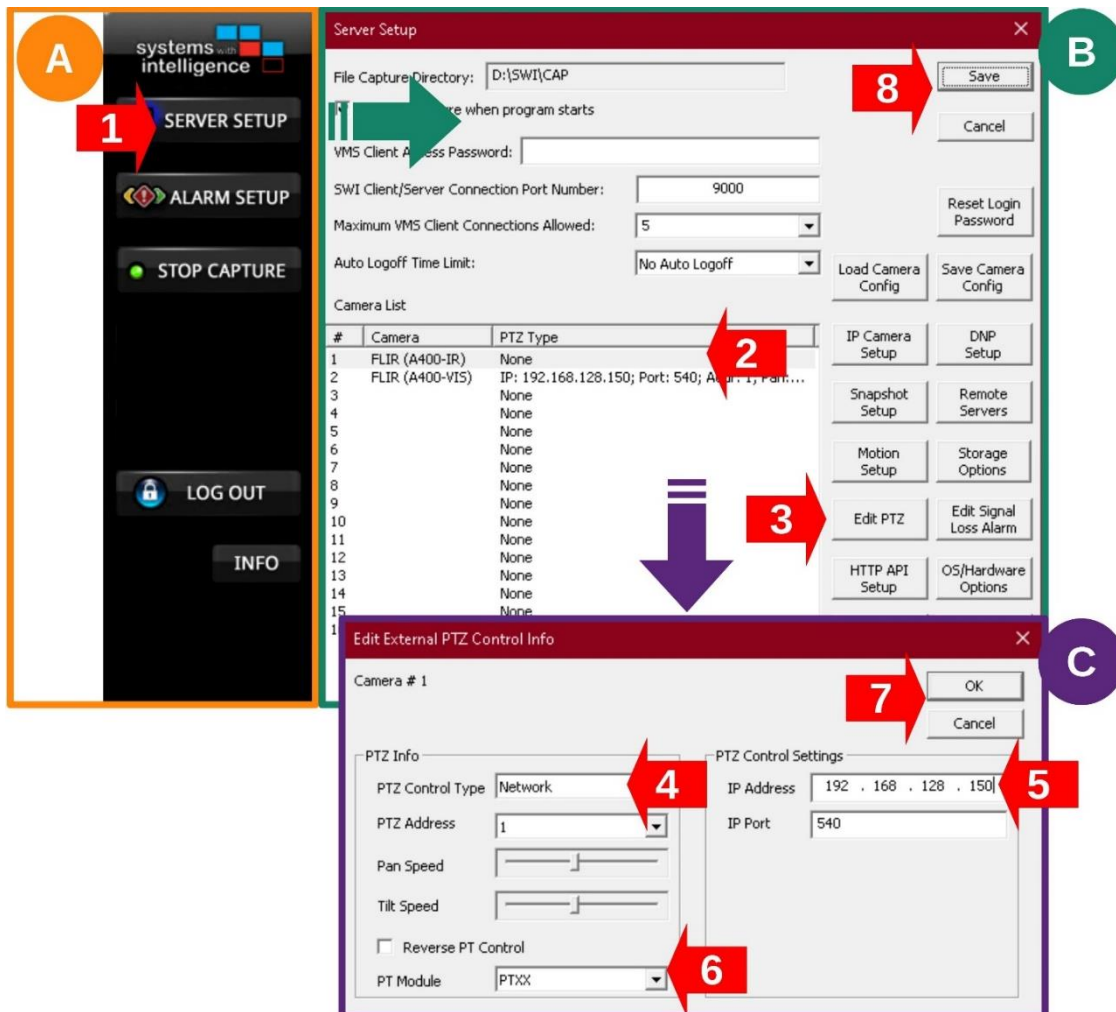 A
systems with
intelligence
1
SERVER SETUP
ALARM SETUP
STOP CAPTURE
LOG OUT
INFO
B
Server Setup
File Capture Directory: D:\SWI\CAP
8
Save
when program starts
Cancel
VMS Client Access Password:
SWI Client/Server Connection Port Number: 9000
Reset Login
Password
Maximum VMS Client Connections Allowed: 5
Auto Logoff Time Limit: No Auto Logoff
Load Camera
Config
Save Camera
Config
Camera List
# Camera PTZ Type
1 FLIR (A400-IR) None
2 FLIR (A400-VIS) IP: 192.168.128.150; Port: 540; Addr: 1; Pan:...
3 None
4 None
5 None
6 None
7 None
8 None
9 None
10 None
11 None
12 None
13 None
14 None
15 None
2
IP Camera
Setup
DNP
Setup
Snapshot
Setup
Remote
Servers
Motion
Setup
Storage
Options
3
Edit PTZ
Edit Signal
Loss Alarm
HTTP API
Setup
OS/Hardware
Options
C
Edit External PTZ Control Info
Camera # 1
7
OK
Cancel
PTZ Info
PTZ Control Type Network
4
PTZ Address 1
Pan Speed
Tilt Speed
Reverse PT Control
PT Module PTXX
6
PTZ Control Settings
IP Address 192 . 168 . 128 . 150
5
IP Port 540